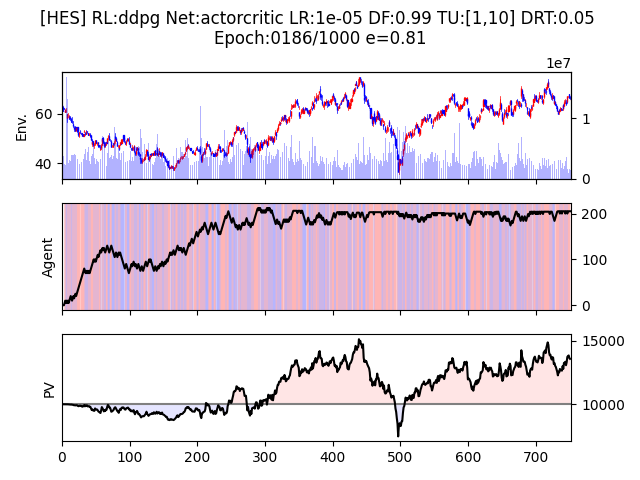 [HES] RL:ddpg Net:actorcritic LR:1e-05 DF:0.99 TU:[1,10] DRT:0.05
Epoch:0186/1000 e=0.81
1e7
Env.
60
40
1
0
Agent
200
100
0
PV
15000
10000
0 100 200 300 400 500 600 700